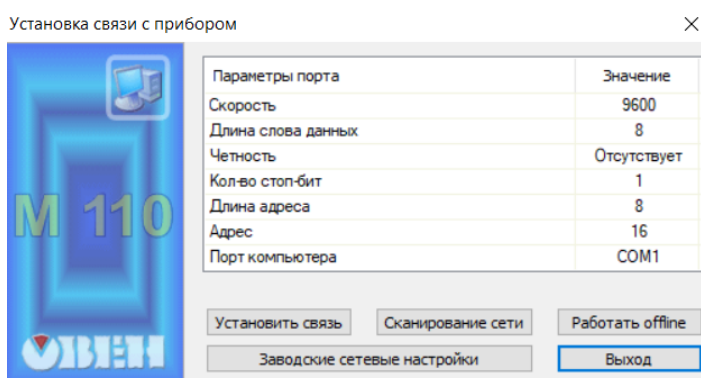 Установка связи с прибором
М 110
ОВЕН
Параметры порта Значение
Скорость 9600
Длина слова данных 8
Четность Отсутствует
Кол-во стоп-бит 1
Длина адреса 8
Адрес 16
Порт компьютера COM1
Установить связь Сканирование сети Работать offline
Заводские сетевые настройки Выход